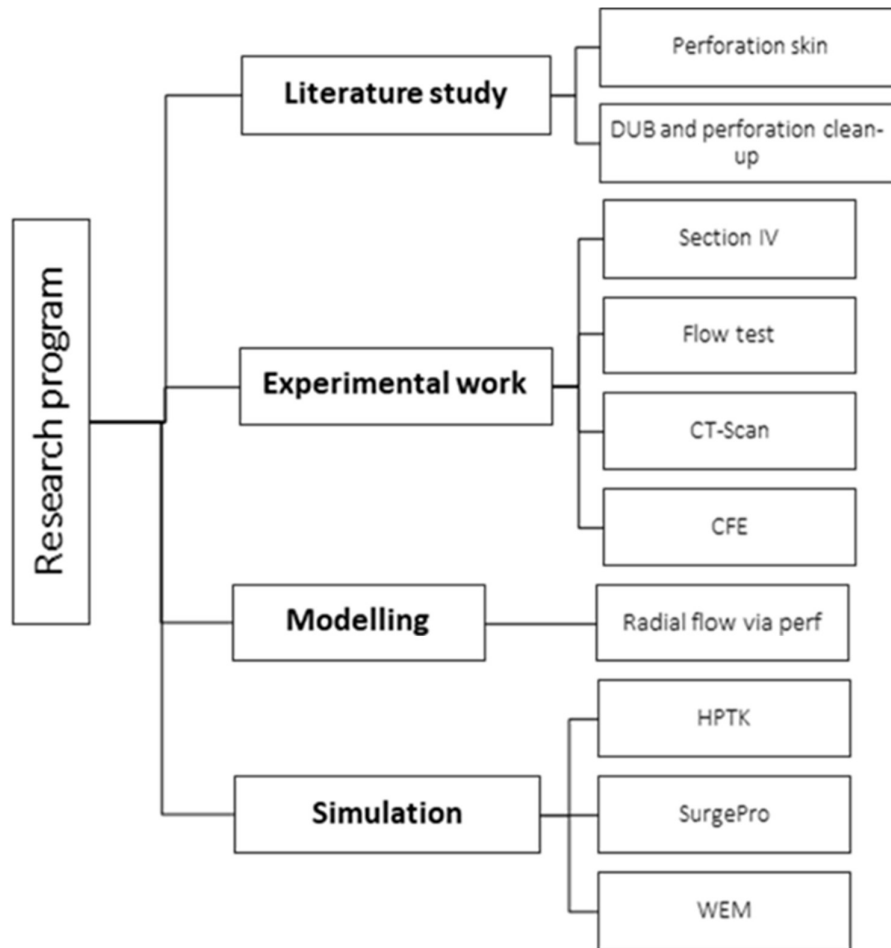 Research program
Literature study
Perforation skin
DUB and perforation clean-
up
Experimental work
Section IV
Flow test
CT-Scan
CFE
Modelling
Radial flow via perf
Simulation
HPTK
SurgePro
WEM